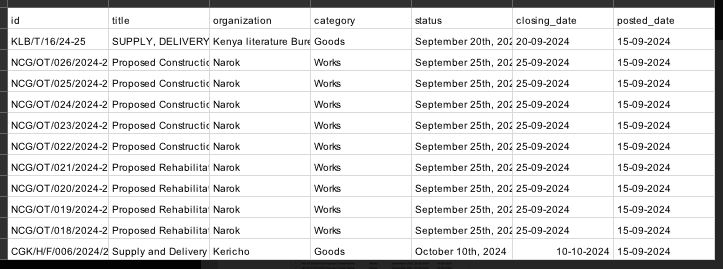 id title organization category status closing_date posted_date
KLB/T/16/24-25 SUPPLY, DELIVERY Kenya literature Bure Goods September 20th, 202 20-09-2024 15-09-2024
NCG/OT/026/2024-2 Proposed Constructic Narok Works September 25th, 202 25-09-2024 15-09-2024
NCG/OT/025/2024-2 Proposed Constructic Narok Works September 25th, 202 25-09-2024 15-09-2024
NCG/OT/024/2024-2 Proposed Constructic Narok Works September 25th, 202 25-09-2024 15-09-2024
NCG/OT/023/2024-2 Proposed Constructic Narok Works September 25th, 202 25-09-2024 15-09-2024
NCG/OT/022/2024-2 Proposed Constructic Narok Works September 25th, 202 25-09-2024 15-09-2024
NCG/OT/021/2024-2 Proposed Rehabilita Narok Works September 25th, 202 25-09-2024 15-09-2024
NCG/OT/020/2024-2 Proposed Rehabilita Narok Works September 25th, 202 25-09-2024 15-09-2024
NCG/OT/019/2024-2 Proposed Rehabilita Narok Works September 25th, 202 25-09-2024 15-09-2024
NCG/OT/018/2024-2 Proposed Rehabilita Narok Works September 25th, 202 25-09-2024 15-09-2024
CGK/H/F/006/2024/2 Supply and Delivery Kericho Goods October 10th, 2024 10-10-2024 15-09-2024